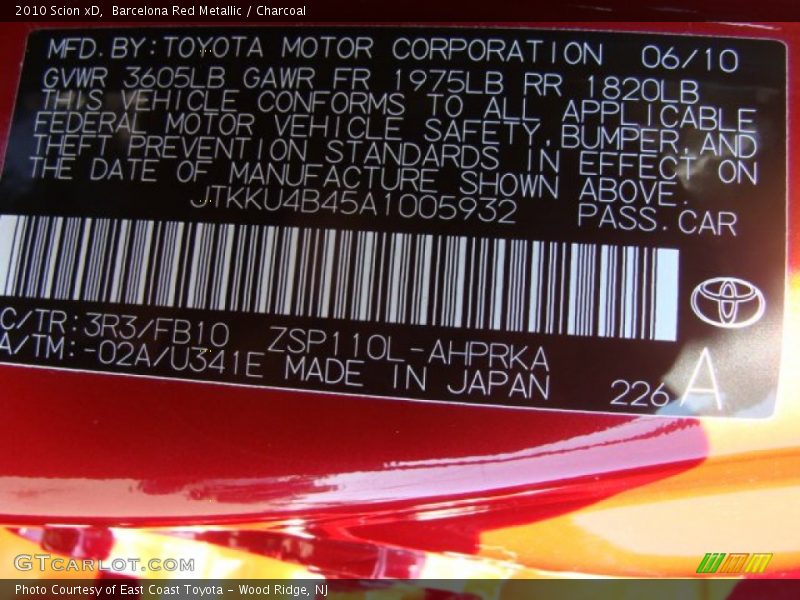 2010 Scion xD,  Barcelona Red Metallic / Charcoal
MFD.BY:TOYOTA MOTOR CORPORATION 06/10
GVWR 3605LB GAWR FR 1975LB RR 1820LB
THIS VEHICLE CONFORMS TO ALL APPLICABLE
FEDERAL MOTOR VEHICLE SAFETY,BUMPER,AND
THEFT PREVENTION STANDARDS IN EFFECT ON
THE DATE OF MANUFACTURE SHOWN ABOVE.
JTKKU4B45A1005932 PASS.CAR
C/TR:3R3/FB10 ZSP110L-AHPRKA
A/TM:-02A/U341E MADE IN JAPAN 226 A
GTCarLot.com
Photo Courtesy of East Coast Toyota - Wood Ridge, NJ